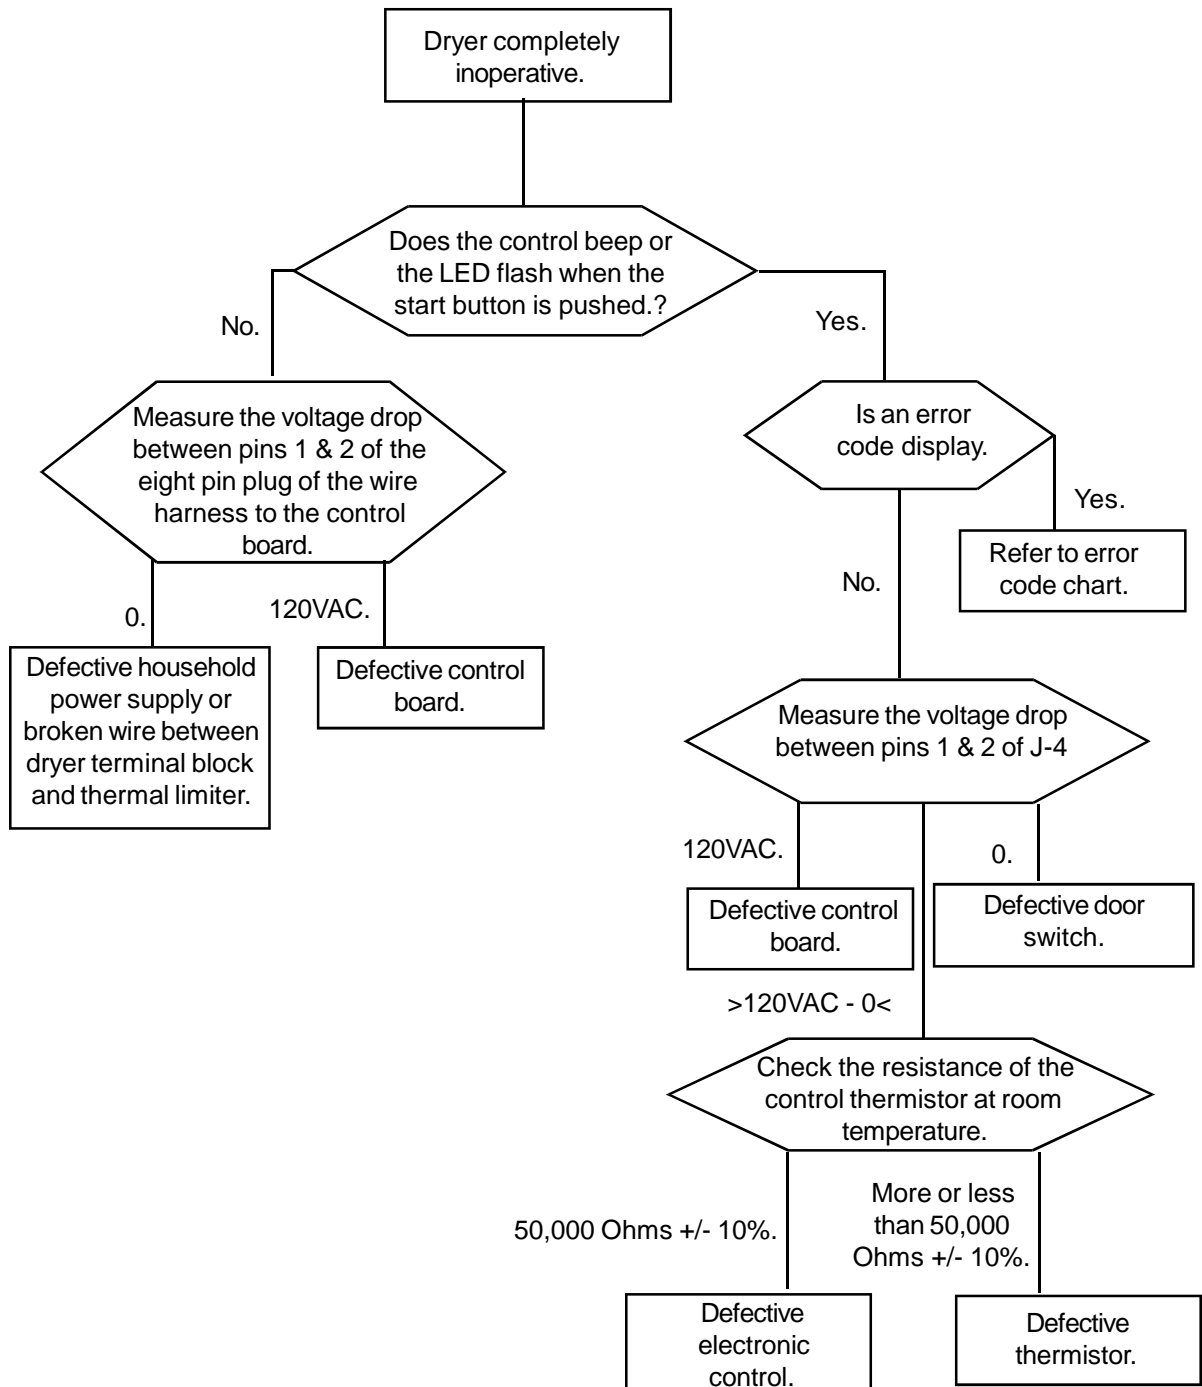 Dryer completely
inoperative.
Does the control beep or
the LED flash when the
start button is pushed.?
No.
Yes.
Measure the voltage drop
between pins 1 & 2 of the
eight pin plug of the wire
harness to the control
board.
Is an error
code display.
Yes.
Refer to error
code chart.
No.
0.
120VAC.
Defective household
power supply or
broken wire between
dryer terminal block
and thermal limiter.
Defective control
board.
Measure the voltage drop
between pins 1 & 2 of J-4
120VAC.
0.
Defective control
board.
Defective door
switch.
>120VAC - 0<
Check the resistance of the
control thermistor at room
temperature.
50,000 Ohms +/- 10%.
More or less
than 50,000
Ohms +/- 10%.
Defective
electronic
control.
Defective
thermistor.